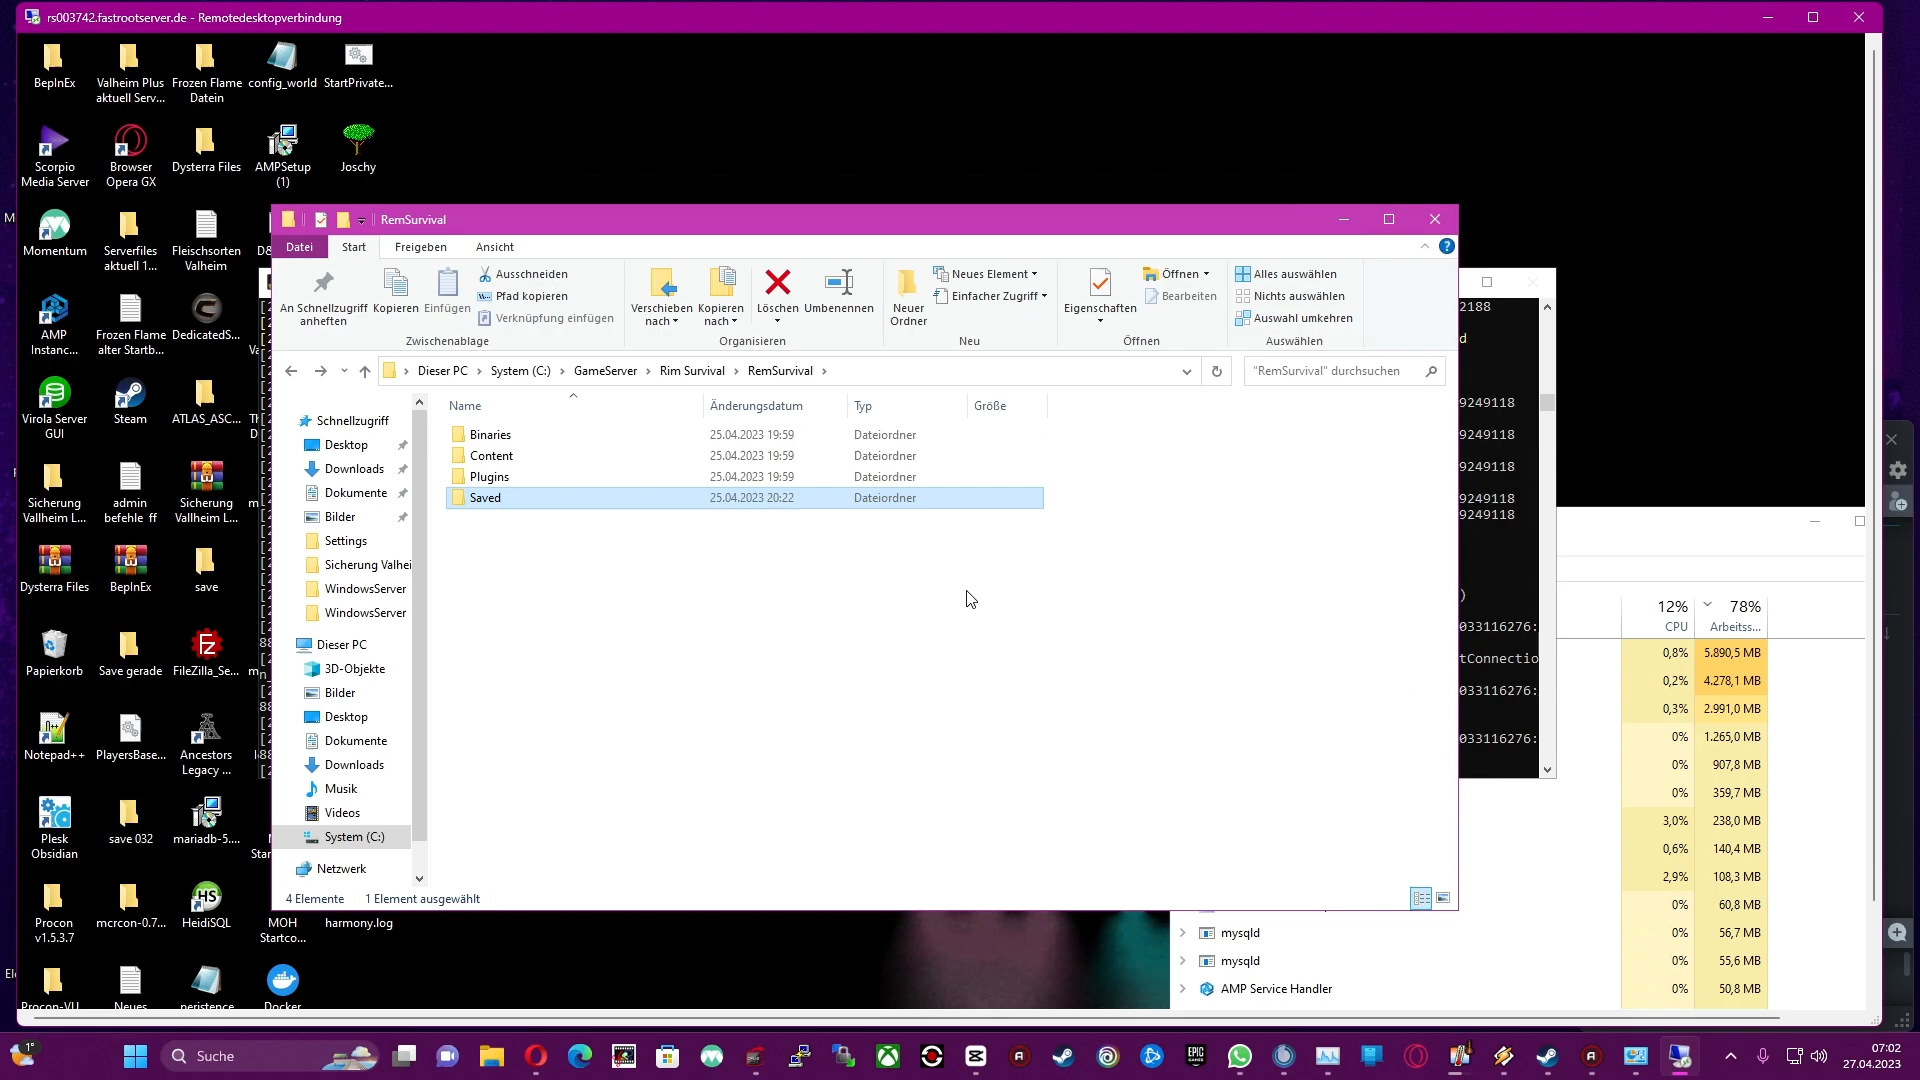 rs003742.fastrootserver.de - Remotedesktopverbindung
BepInEx
Valheim Plus aktuell Serv...
Frozen Flame Datein
config_world
StartPrivate...
Scorpio Media Server
Browser Opera GX
Dysterra Files
AMPSetup (1)
Joschy
Momentum
Serverfiles aktuell 1...
Fleischsorten Valheim
AMP Instanc...
Frozen Flame alter Startb...
DedicatedS...
Virola Server GUI
Steam
ATLAS_ASC...
Sicherung Vallheim L...
admin befehle ff
Sicherung Vallheim L...
Dysterra Files
BepInEx
save
Papierkorb
Save gerade
FileZilla_Se...
Notepad++
PlayersBase...
Ancestors Legacy ...
Plesk Obsidian
save 032
mariadb-5....
Procon v1.5.3.7
mcrcon-0.7...
HeidiSQL
MOH Startco...
harmony.log
Procon-VU
Neues
peristence
Docker
RemSurvival
Datei
Start
Freigeben
Ansicht
An Schnellzugriff anheften
Kopieren
Einfügen
Ausschneiden
Pfad kopieren
Verknüpfung einfügen
Zwischenablage
Verschieben nach
Kopieren nach
Löschen
Umbenennen
Organisieren
Neuer Ordner
Neues Element
Einfacher Zugriff
Neu
Eigenschaften
Öffnen
Bearbeiten
Öffnen
Alles auswählen
Nichts auswählen
Auswahl umkehren
Auswählen
Dieser PC > System (C:) > GameServer > Rim Survival > RemSurvival >
"RemSurvival" durchsuchen
Schnellzugriff
Desktop
Downloads
Dokumente
Bilder
Settings
Sicherung Valhei
WindowsServer
WindowsServer
Dieser PC
3D-Objekte
Bilder
Desktop
Dokumente
Downloads
Musik
Videos
System (C:)
Netzwerk
Name Änderungsdatum Typ Größe
Binaries 25.04.2023 19:59 Dateiordner
Content 25.04.2023 19:59 Dateiordner
Plugins 25.04.2023 19:59 Dateiordner
Saved 25.04.2023 20:22 Dateiordner
4 Elemente 1 Element ausgewählt
2188
9249118
9249118
9249118
9249118
9249118
033116276:
tConnectio
033116276:
033116276:
12% 78%
CPU Arbeitss...
0,8% 5.890,5 MB
0,2% 4.278,1 MB
0,3% 2.991,0 MB
0% 1.265,0 MB
0% 907,8 MB
0% 359,7 MB
3,0% 238,0 MB
0,6% 140,4 MB
2,9% 108,3 MB
0% 60,8 MB
mysqld 0% 56,7 MB
mysqld 0% 55,6 MB
AMP Service Handler 0% 50,8 MB
1°
Suche
07:02
27.04.2023